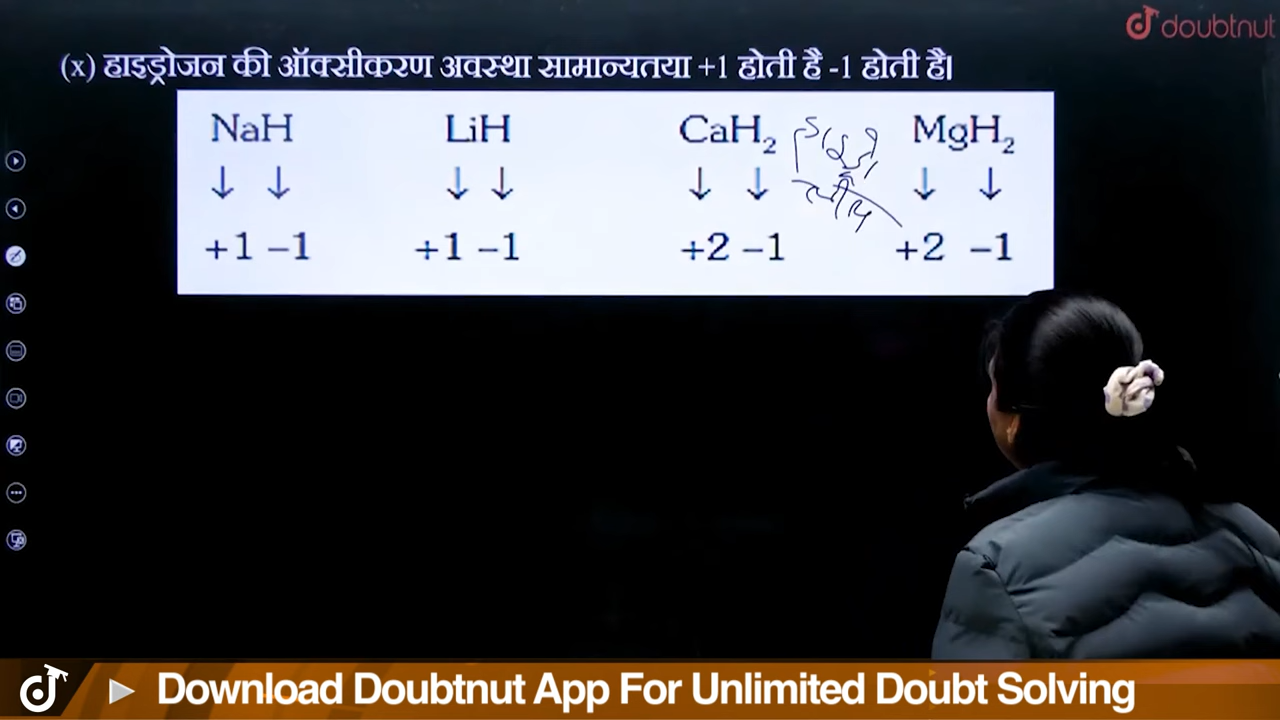 doubtnut
(x) हाइड्रोजन की ऑक्सीकरण अवस्था सामान्यतया +1 होती है -1 होती है।
NaH LiH CaH₂ MgH₂
↓ ↓ ↓ ↓ ↓ ↓ ↓ ↓
+1 –1 +1 –1 +2 –1 +2 –1
Download Doubtnut App For Unlimited Doubt Solving